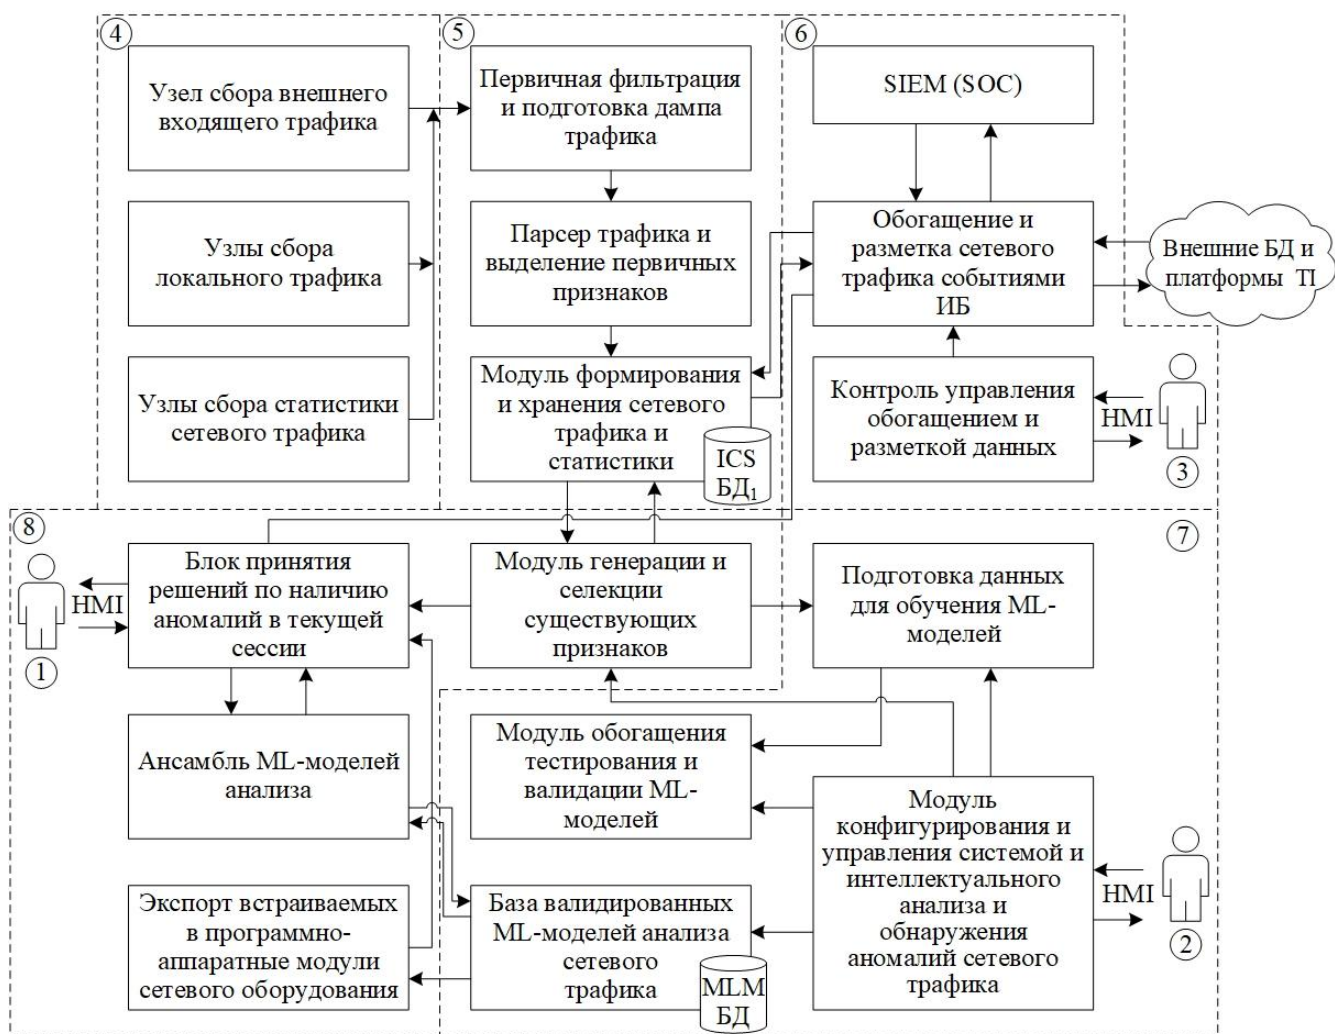 4
5
6
Узел сбора внешнего
входящего трафика
Первичная фильтрация
и подготовка дампа
трафика
SIEM (SOC)
Узлы сбора
локального трафика
Парсер трафика и
выделение первичных
признаков
Обогащение и
разметка сетевого
трафика событиями
ИБ
Внешние БД и
платформы TI
Узлы сбора статистики
сетевого трафика
Модуль формирования
и хранения сетевого
трафика и
статистики
ICS
БД₁
Контроль управления
обогащением и
разметкой данных
HMI
3
8
7
HMI
1
Блок принятия
решений по наличию
аномалий в текущей
сессии
Модуль генерации и
селекции
существующих
признаков
Подготовка данных
для обучения ML-
моделей
Ансамбль ML-моделей
анализа
Модуль обогащения
тестирования и
валидации ML-
моделей
Модуль
конфигурирования и
управления системой и
интеллектуального
анализа и
обнаружения
аномалий сетевого
трафика
HMI
2
Экспорт встраиваемых
в программно-
аппаратные модули
сетевого оборудования
База валидированных
ML-моделей анализа
сетевого
трафика
MLM
БД